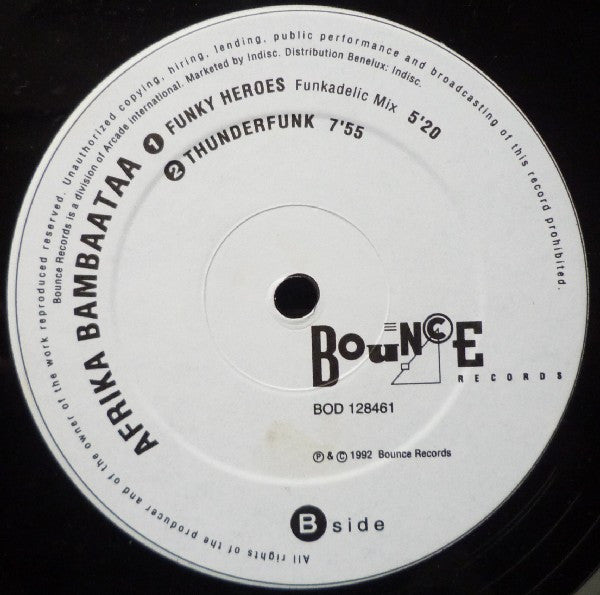 All rights of the producer and of the owner of the work reproduced reserved. Unauthorized copying, hiring, lending, public performance and broadcasting of this record prohibited.
Bounce Records is a division of Arcade international. Marketed by Indisc. Distribution Benelux: Indisc.
AFRIKA BAMBAATAA
1 FUNKY HEROES Funkadelic Mix 5'20
2 THUNDERFUNK 7'55
BOUNCE
RECORDS
BOD 128461
Ⓟ & © 1992 Bounce Records
B side